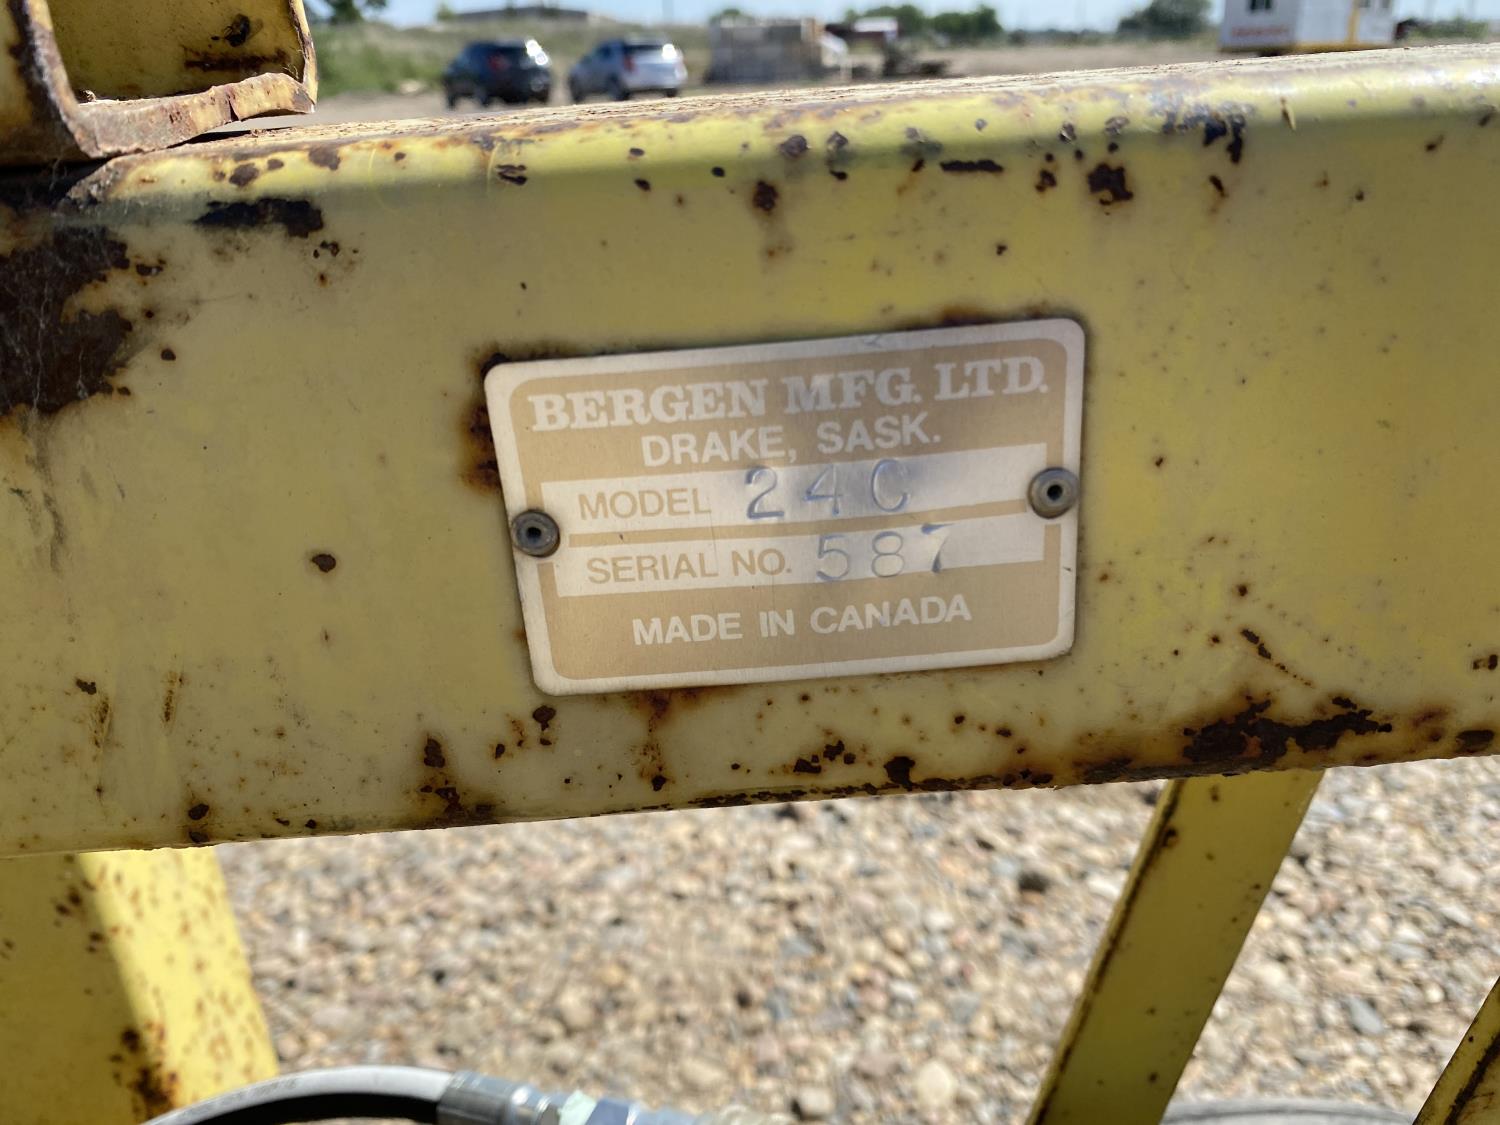 BERGEN MFG. LTD.
DRAKE, SASK.
MODEL 24C
SERIAL NO. 587
MADE IN CANADA